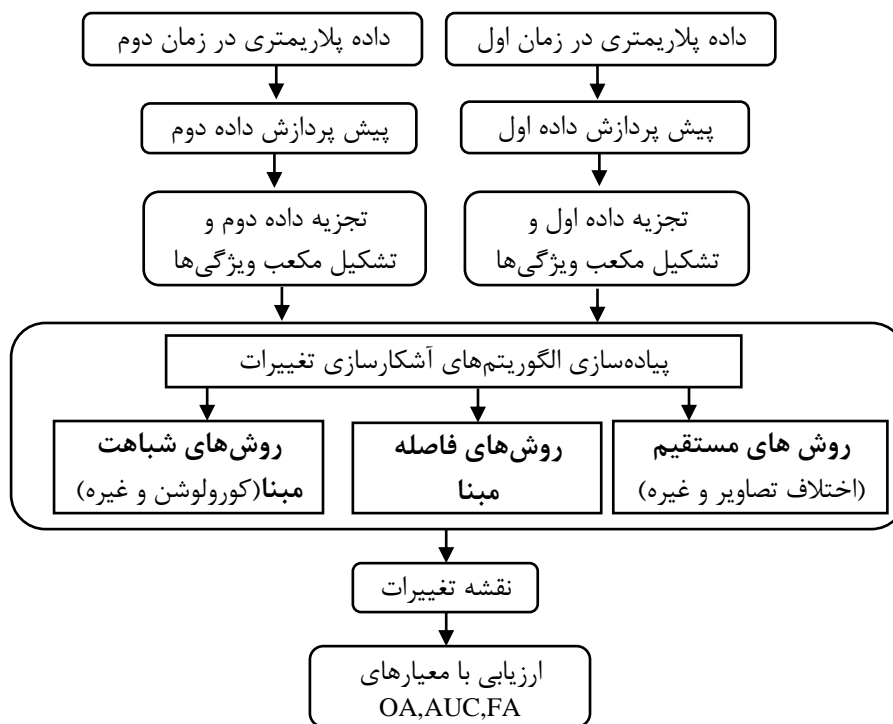 داده پلاریمتری در زمان اول
داده پلاریمتری در زمان دوم
پیش پردازش داده اول
پیش پردازش داده دوم
تجزیه داده اول و
تشکیل مکعب ویژگی‌ها
تجزیه داده دوم و
تشکیل مکعب ویژگی‌ها
پیاده‌سازی الگوریتم‌های آشکارسازی تغییرات
روش های مستقیم
(اختلاف تصاویر و غیره)
روش‌های فاصله
مبنا
روش‌های شباهت
مبنا(کورولوشن و غیره)
نقشه تغییرات
ارزیابی با معیارهای
OA,AUC,FA